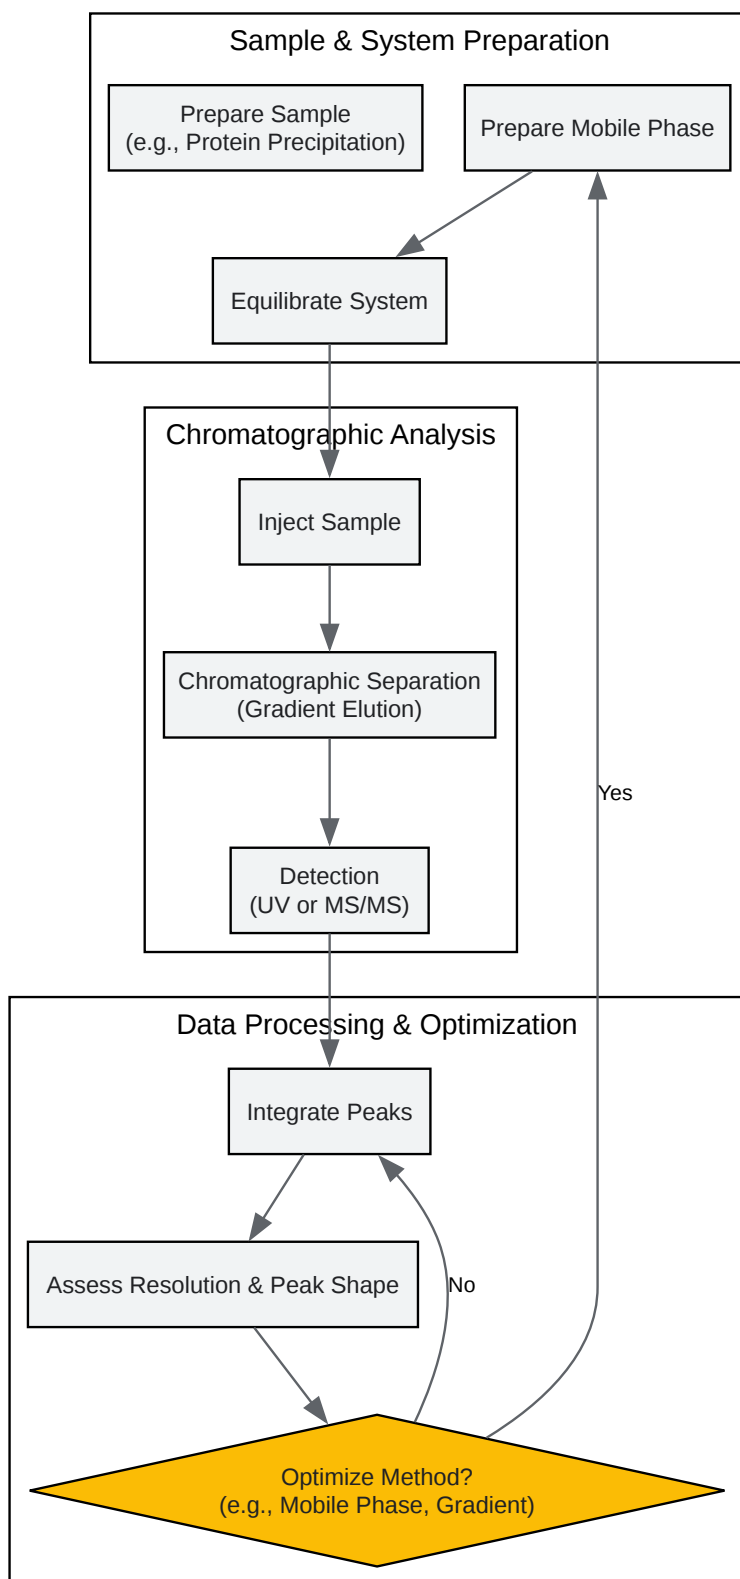 Sample & System Preparation
Prepare Sample
(e.g., Protein Precipitation)
Prepare Mobile Phase
Equilibrate System
Chromatographic Analysis
Inject Sample
Chromatographic Separation
(Gradient Elution)
Yes
Detection
(UV or MS/MS)
Data Processing & Optimization
Integrate Peaks
Assess Resolution & Peak Shape
No
Optimize Method?
(e.g., Mobile Phase, Gradient)